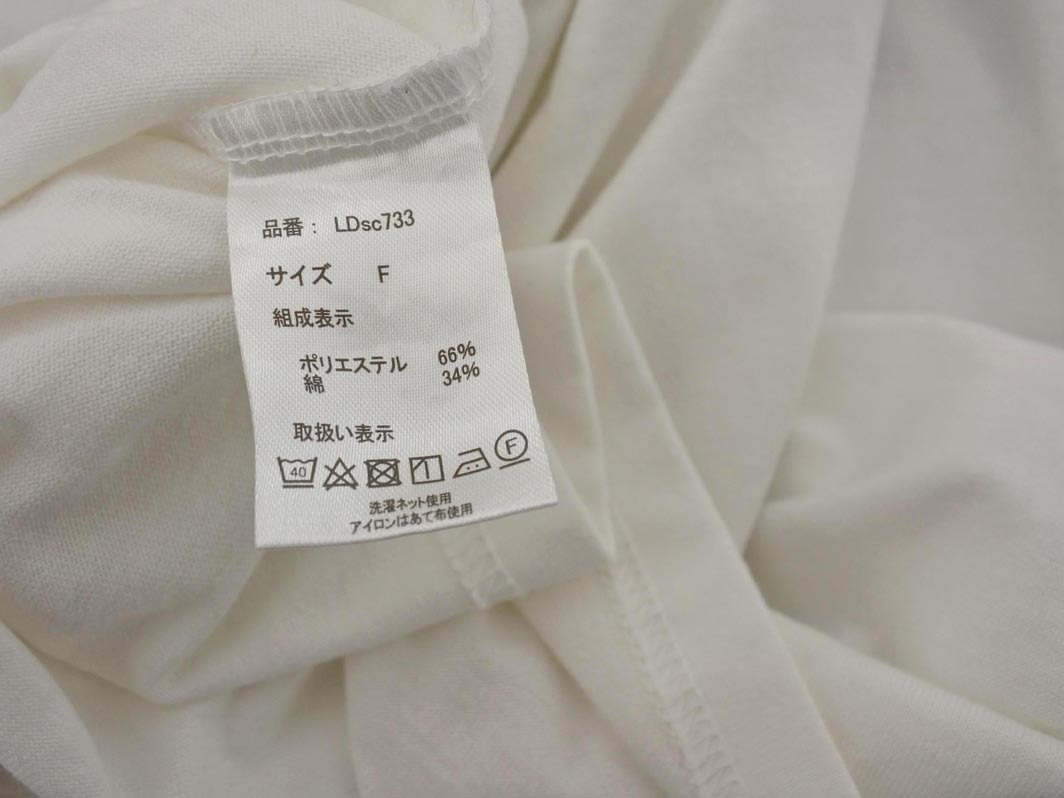 品番： LDsc733
サイズ F
組成表示
ポリエステル 66%
綿 34%
取扱い表示
40 F
洗濯ネット使用
アイロンはあて布使用